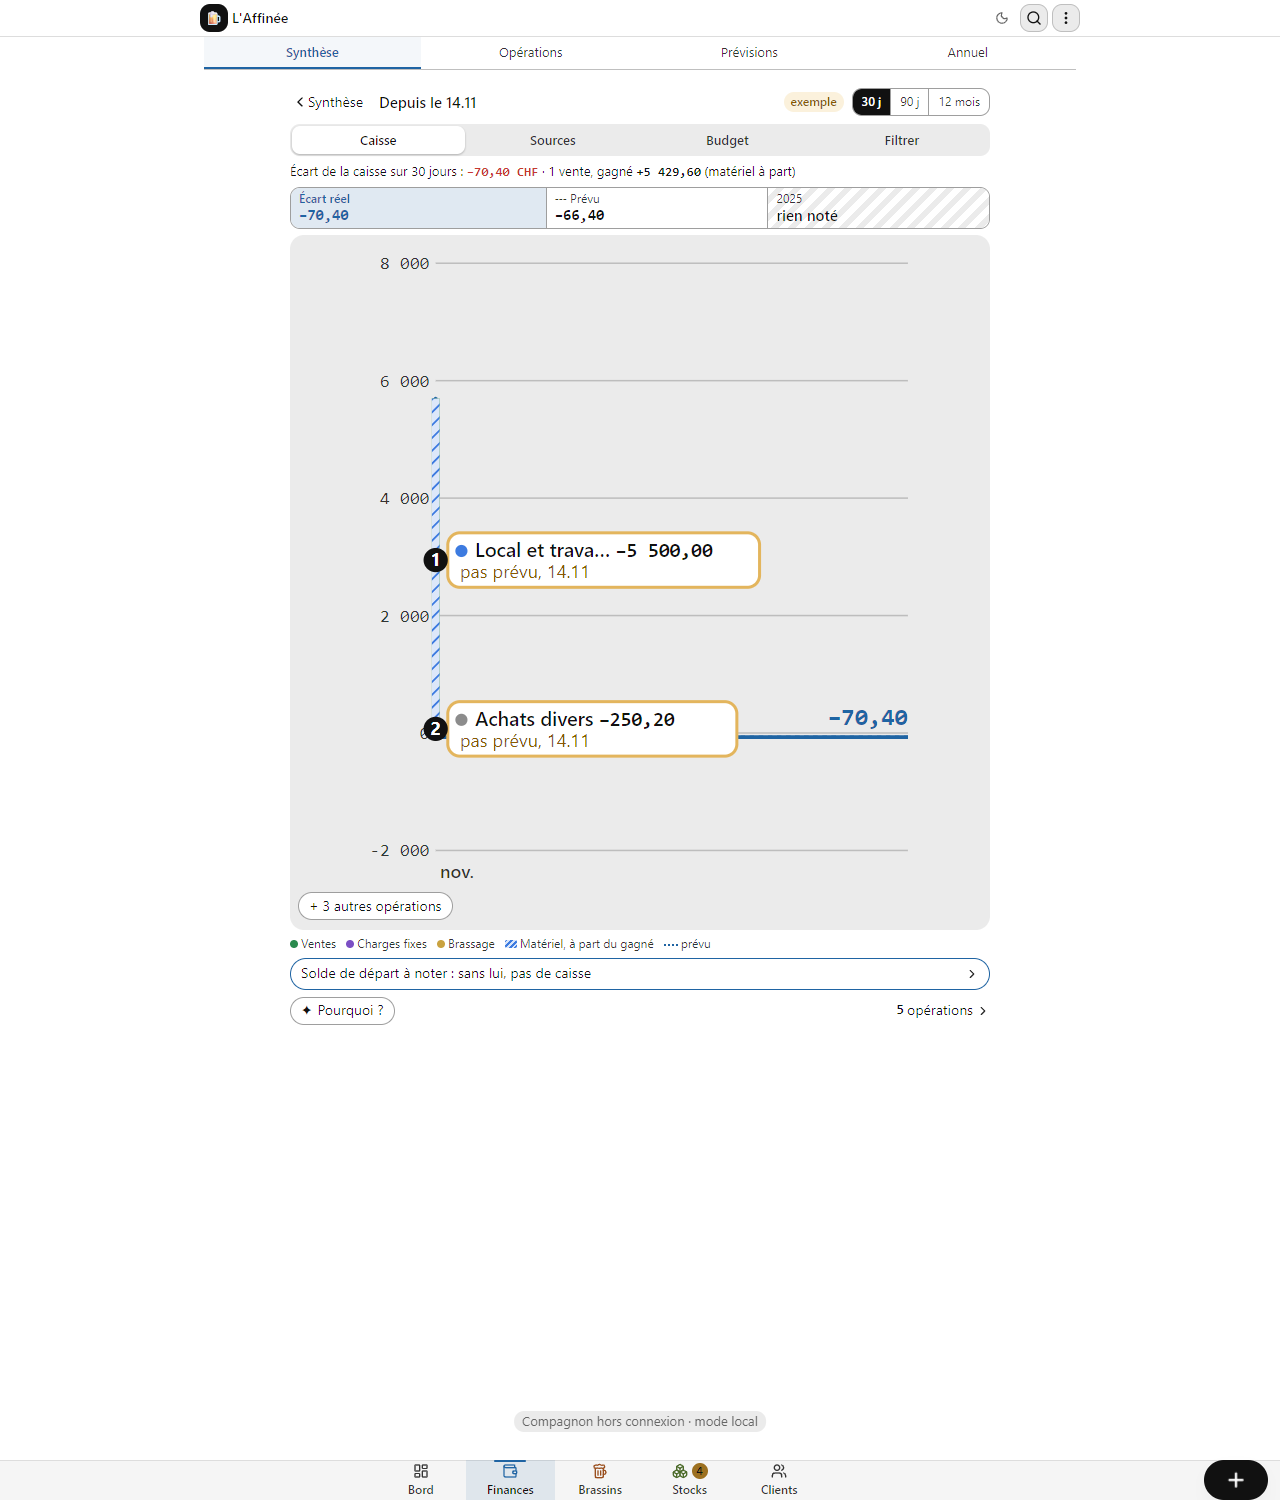 L'Affinée
Synthèse
Opérations
Prévisions
Annuel
Synthèse
Depuis le 14.11
exemple
30 j
90 j
12 mois
Caisse
Sources
Budget
Filtrer
Écart de la caisse sur 30 jours : −70,40 CHF · 1 vente, gagné +5 429,60 (matériel à part)
Écart réel
−70,40
--- Prévu
−66,40
2025
rien noté
8 000
6 000
4 000
1
Local et trava... −5 500,00
pas prévu, 14.11
2 000
−70,40
2
Achats divers −250,20
pas prévu, 14.11
0
-2 000
nov.
+ 3 autres opérations
Ventes
Charges fixes
Brassage
Matériel, à part du gagné
prévu
Solde de départ à noter : sans lui, pas de caisse
✦ Pourquoi ?
5 opérations
Compagnon hors connexion · mode local
Bord
Finances
Brassins
4
Stocks
Clients